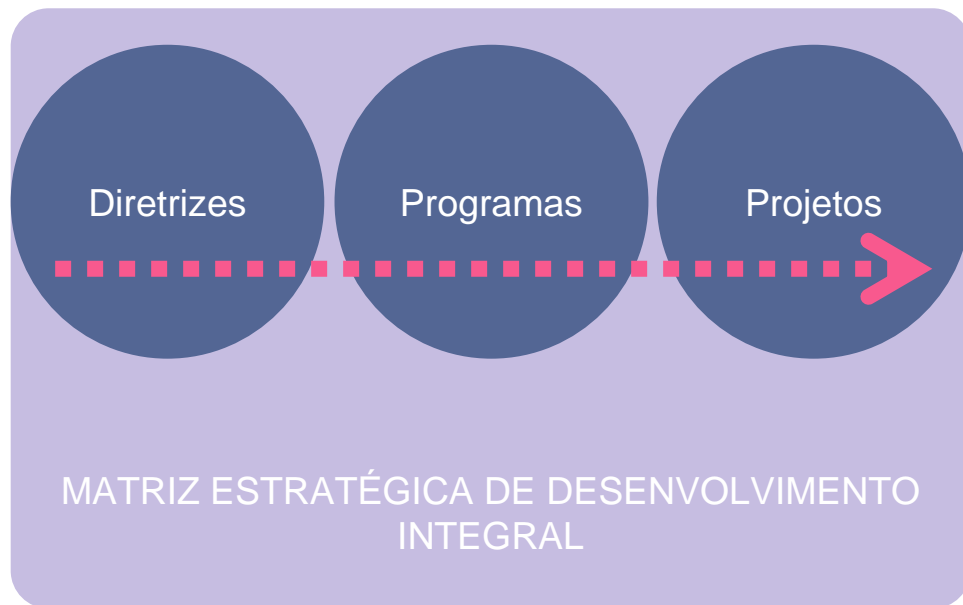 Diretrizes
Programas
Projetos
MATRIZ ESTRATÉGICA DE DESENVOLVIMENTO
INTEGRAL